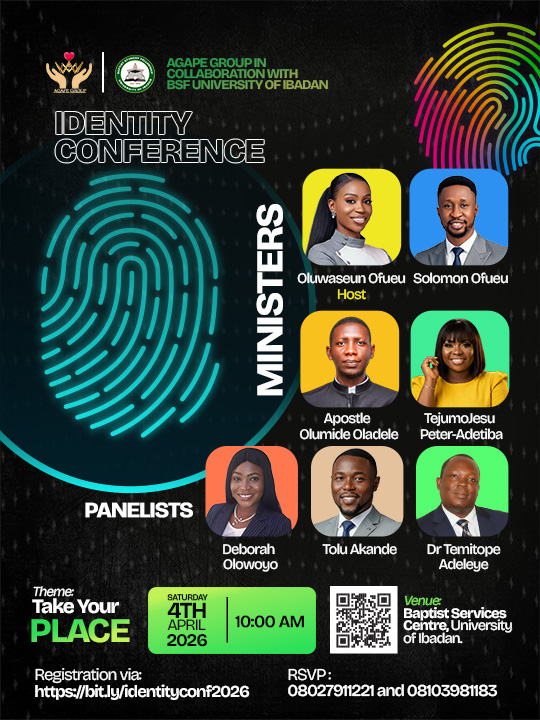 AGAPE GROUP
AGAPE GROUP IN
COLLABORATION WITH
BSF UNIVERSITY OF IBADAN
IDENTITY
CONFERENCE
MINISTERS
Oluwaseun Ofueu
Host
Solomon Ofueu
Apostle
Olumide Oladele
TejumoJesu
Peter-Adetiba
PANELISTS
Deborah
Olowoyo
Tolu Akande
Dr Temitope
Adeleye
Theme:
Take Your
PLACE
SATURDAY
4TH
APRIL
2026
10:00 AM
Venue:
Baptist Services
Centre, University
of Ibadan.
Registration via:
https://bit.ly/identityconf2026
RSVP :
08027911221 and 08103981183